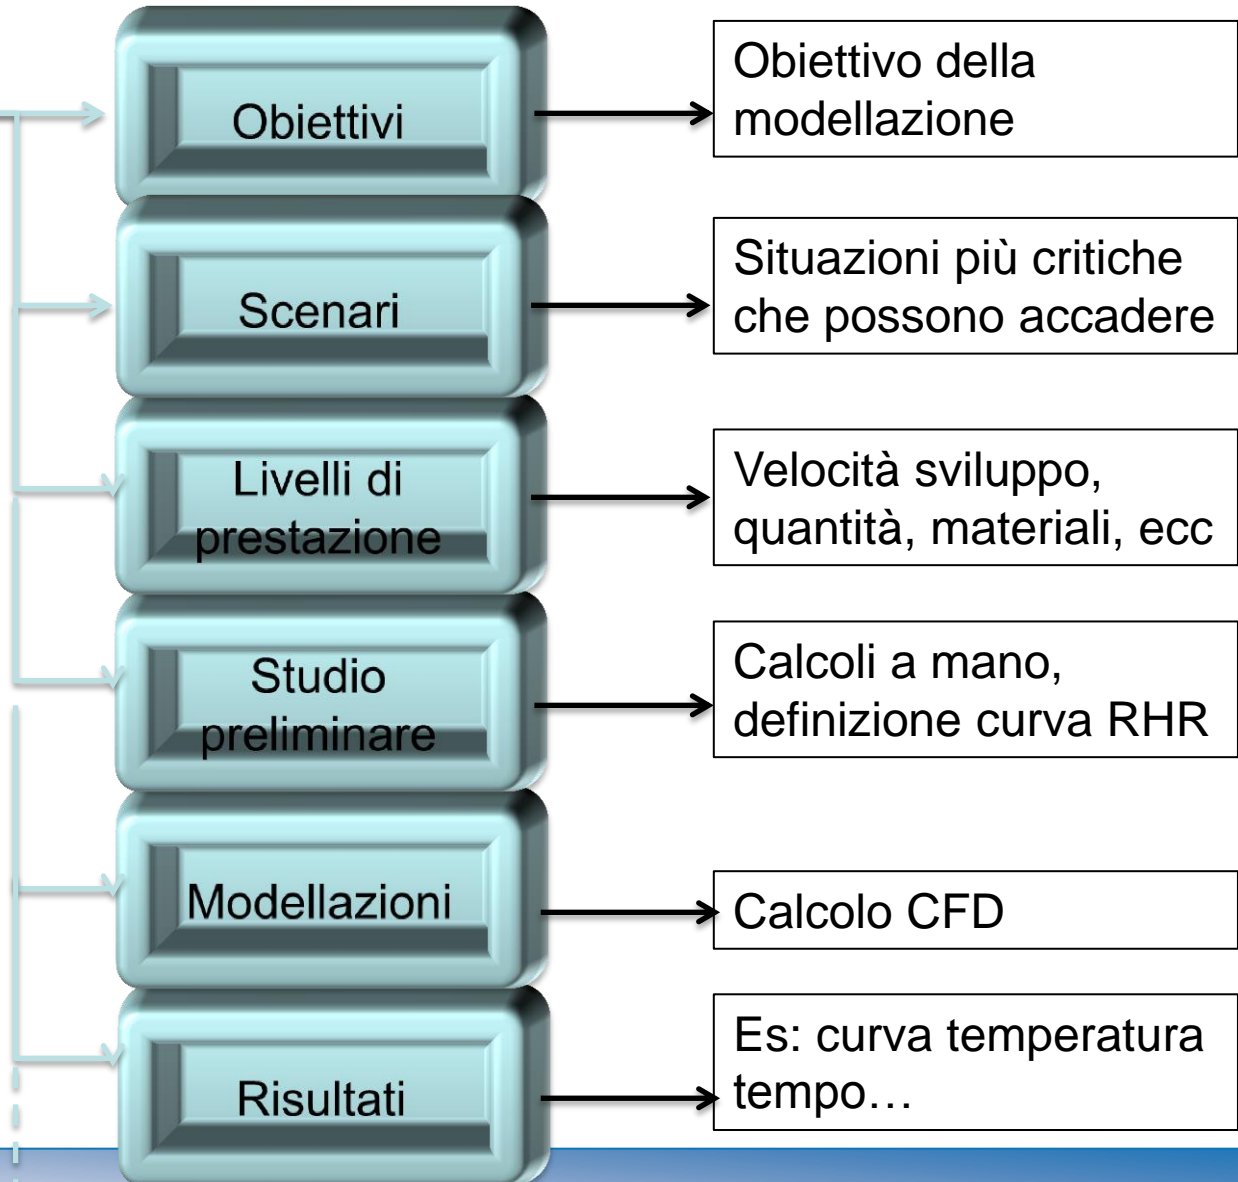 Obiettivi
Obiettivo della
modellazione
Scenari
Situazioni più critiche
che possono accadere
Livelli di
prestazione
Velocità sviluppo,
quantità, materiali, ecc
Studio
preliminare
Calcoli a mano,
definizione curva RHR
Modellazioni
Calcolo CFD
Risultati
Es: curva temperatura
tempo…